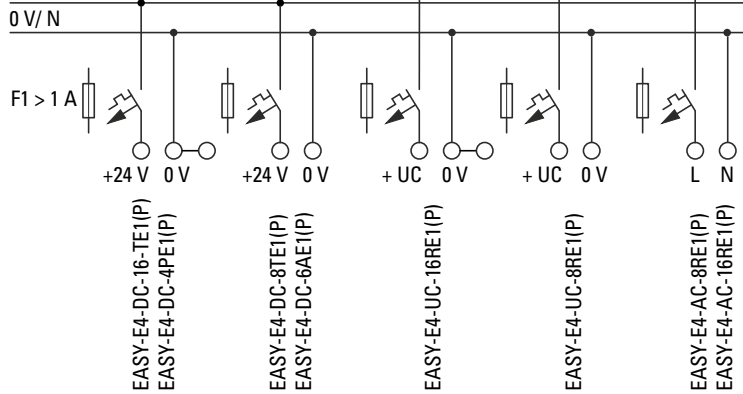 0 V/ N
F1 > 1 A
+24 V 0 V +24 V 0 V + UC 0 V + UC 0 V L N
EASY-E4-DC-16-TE1(P)
EASY-E4-DC-4PE1(P)
EASY-E4-DC-8TE1(P)
EASY-E4-DC-6AE1(P)
EASY-E4-UC-16RE1(P)
EASY-E4-UC-8RE1(P)
EASY-E4-AC-8RE1(P)
EASY-E4-AC-16RE1(P)